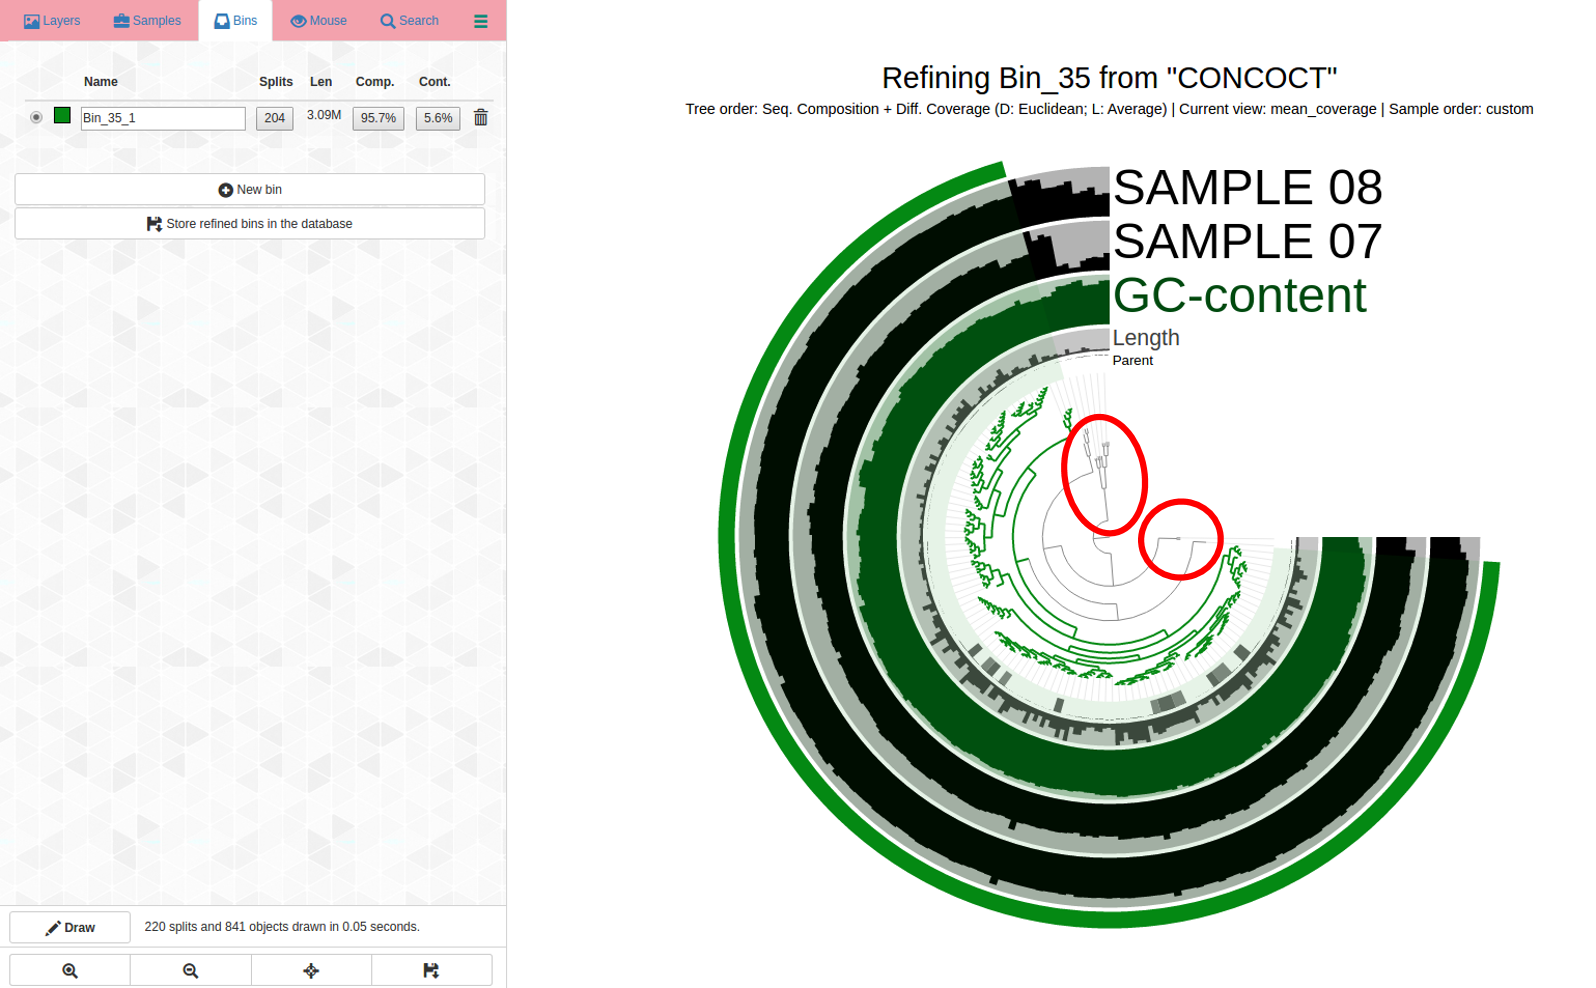 Layers Samples Bins Mouse Search
Name Splits Len Comp. Cont.
Bin_35_1 204 3.09M 95.7% 5.6%
New bin
Store refined bins in the database
Draw 220 splits and 841 objects drawn in 0.05 seconds.
Refining Bin_35 from "CONCOCT"
Tree order: Seq. Composition + Diff. Coverage (D: Euclidean; L: Average) | Current view: mean_coverage | Sample order: custom
SAMPLE 08
SAMPLE 07
GC-content
Length
Parent